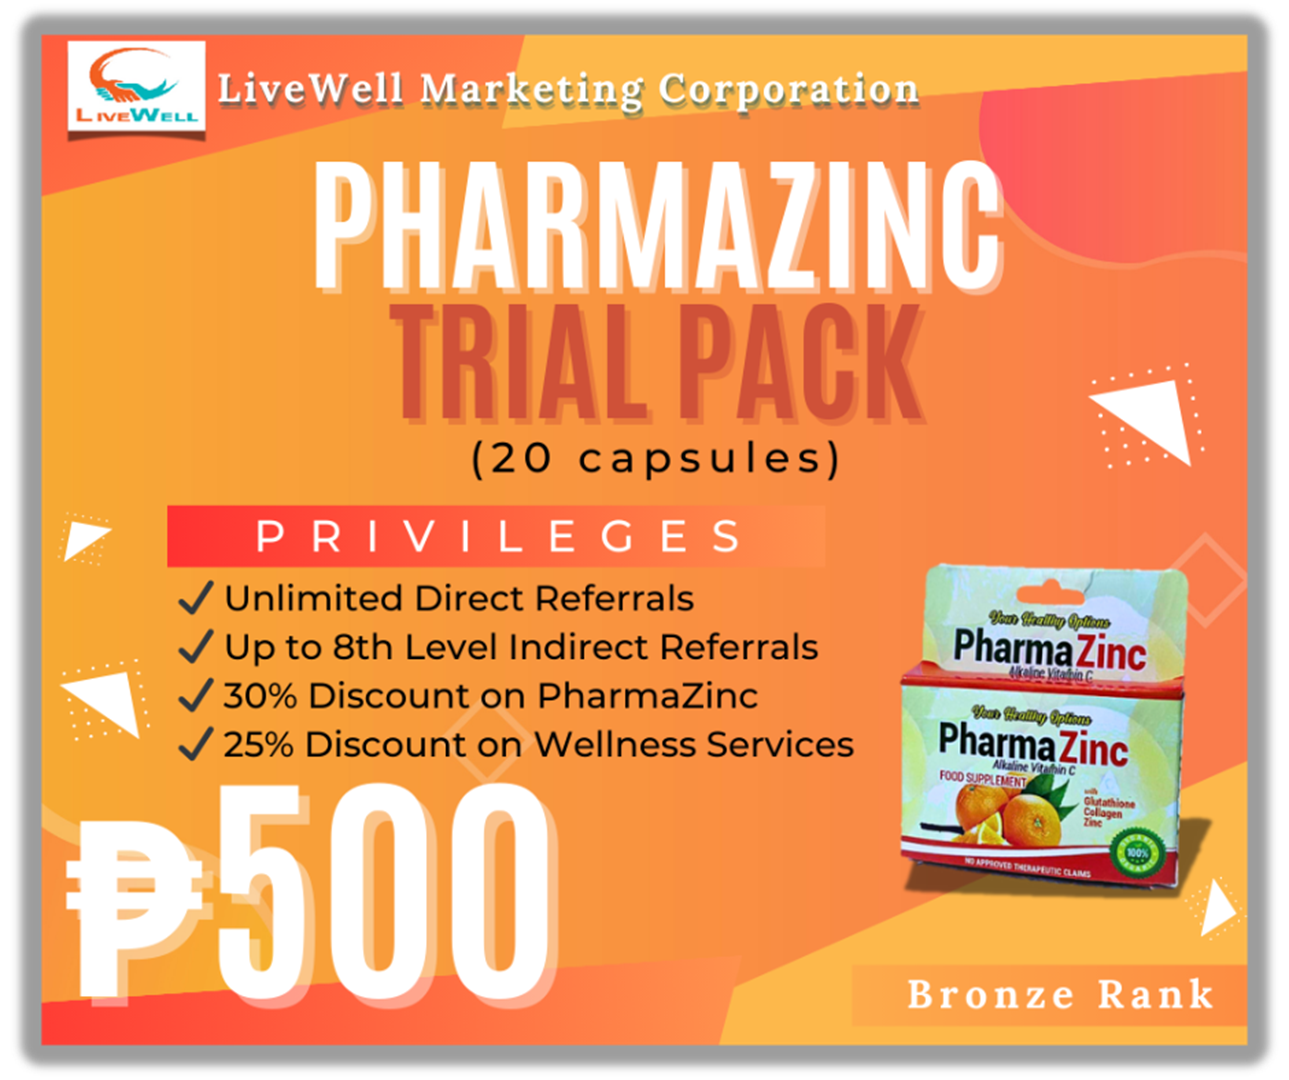 LIVEWELL
LiveWell Marketing Corporation
PHARMAZINC
TRIAL PACK
(20 capsules)
PRIVILEGES
Unlimited Direct Referrals
Up to 8th Level Indirect Referrals
30% Discount on PharmaZinc
25% Discount on Wellness Services
₱500
Your Healthy Options
PharmaZinc
Alkaline Vitamin C
Your Healthy Options
PharmaZinc
Alkaline Vitamin C
FOOD SUPPLEMENT
with
Glutathione
Collagen
Zinc
100%
NO APPROVED THERAPEUTIC CLAIMS
Bronze Rank